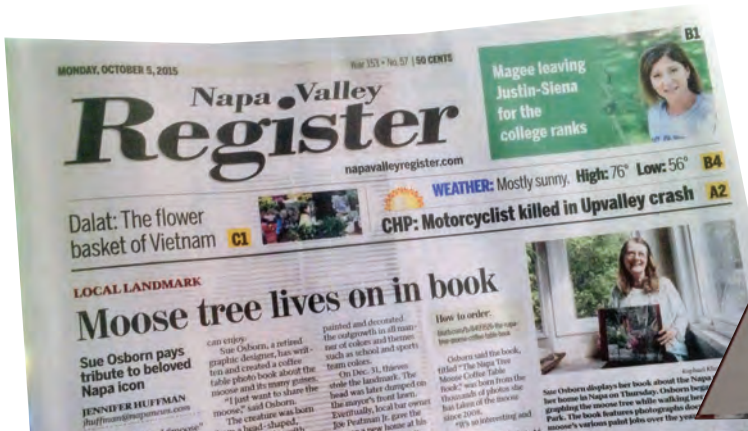 MONDAY, OCTOBER 5, 2015
Year 153 • No. 57 | 50 CENTS
Napa Valley
Register
napavalleyregister.com
B1
Magee leaving
Justin-Siena
for the
college ranks
Dalat: The flower
basket of Vietnam C1
WEATHER: Mostly sunny. High: 76° Low: 56° B4
CHP: Motorcyclist killed in Upvalley crash A2
LOCAL LANDMARK
Moose tree lives on in book
Sue Osborn pays
tribute to beloved
Napa icon
JENNIFER HUFFMAN
can enjoy.
Sue Osborn, a retired
graphic designer, has writ-
ten and created a coffee
table photo book about the
moose and its many guises.
"I just want to share the
moose," said Osborn.
The creature was born
a head-shaped,
painted and decorated
the outgrowth in all man-
ner of colors and themes
such as school and sports
team colors.
On Dec. 31, thieves
stole the landmark. The
head was later dumped on
the mayor's front lawn.
Eventually, local bar owner
Joe Peatman Jr. gave the
new home at his
How to order:
Osborn said the book,
titled "The Napa Tree
Moose Coffee Table
Book" was born from the
thousands of photos she
has taken of the moose
since 2008.
"It's so interesting and
Sue Osborn displays her book about the Napa
her home in Napa on Thursday. Osborn began
graphing the moose tree while walking her
Park. The book features photographs
moose's various paint jobs over the